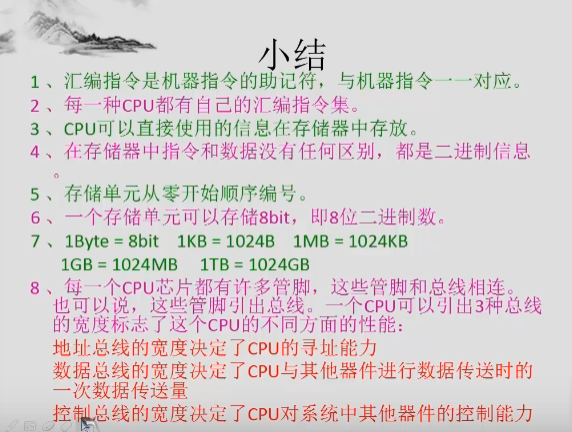 小结
1、汇编指令是机器指令的助记符，与机器指令一一对应。
2、每一种CPU都有自己的汇编指令集。
3、CPU可以直接使用的信息在存储器中存放。
4、在存储器中指令和数据没有任何区别，都是二进制信息
。
5、存储单元从零开始顺序编号。
6、一个存储单元可以存储8bit，即8位二进制数。
7、1Byte = 8bit 1KB = 1024B 1MB = 1024KB
1GB = 1024MB 1TB = 1024GB
8、每一个CPU芯片都有许多管脚，这些管脚和总线相连。
也可以说，这些管脚引出总线。一个CPU可以引出3种总线
的宽度标志了这个CPU的不同方面的性能：
地址总线的宽度决定了CPU的寻址能力
数据总线的宽度决定了CPU与其他器件进行数据传送时的
一次数据传送量
控制总线的宽度决定了CPU对系统中其他器件的控制能力